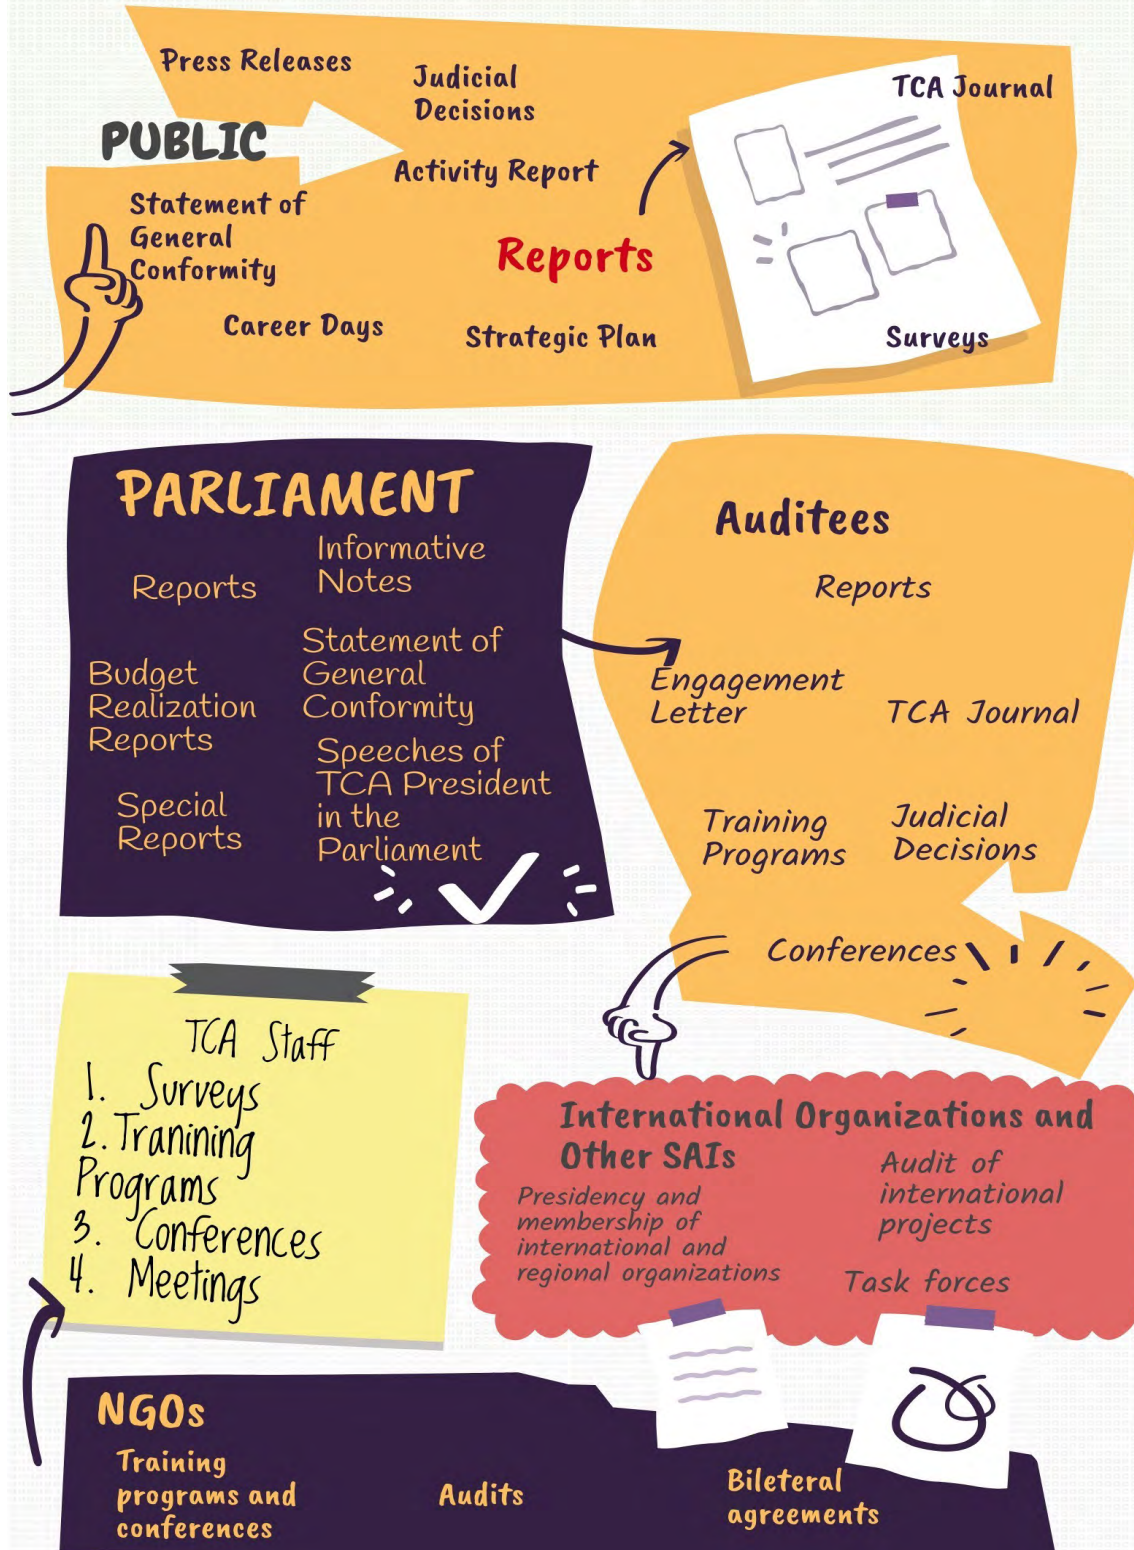 Press Releases
Judicial
Decisions
TCA Journal
PUBLIC
Activity Report
Statement of
General
Conformity
Reports
Career Days
Strategic Plan
Surveys
PARLIAMENT
Informative
Notes
Reports
Statement of
General
Conformity
Budget
Realization
Reports
Speeches of
TCA President
in the
Parliament
Special
Reports
Auditees
Reports
Engagement
Letter
TCA Journal
Training
Programs
Judicial
Decisions
Conferences
TCA Staff
1. Surveys
2. Tranining
Programs
3. Conferences
4. Meetings
International Organizations and
Other SAIs
Presidency and
membership of
international and
regional organizations
Audit of
international
projects
Task forces
NGOs
Training
programs and
conferences
Audits
Bileteral
agreements